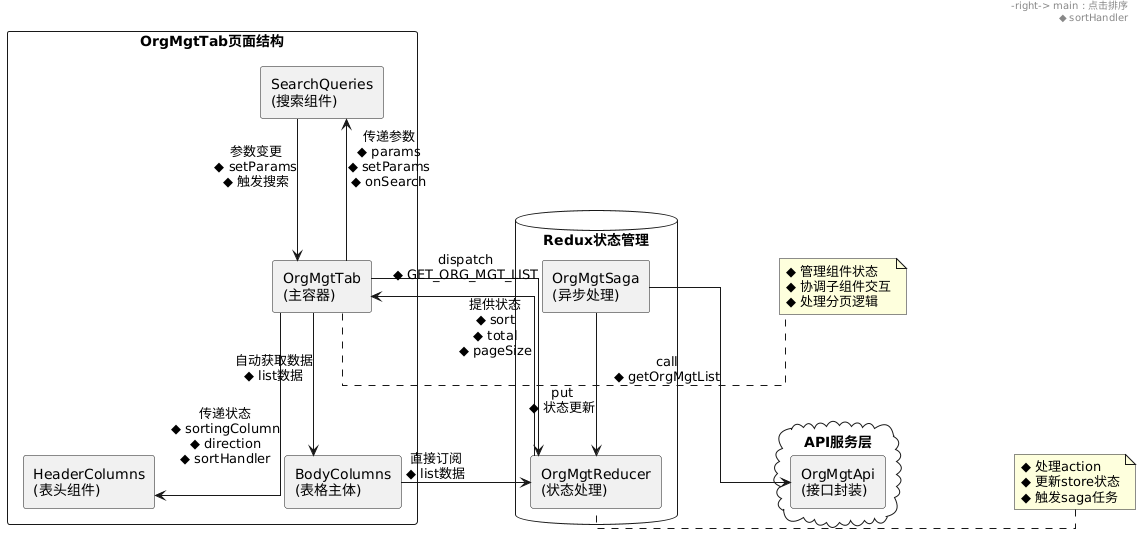 -right-> main : 点击排序
◆ sortHandler
OrgMgtTab页面结构
SearchQueries
(搜索组件)
参数变更
◆ setParams
◆ 触发搜索
传递参数
◆ params
◆ setParams
◆ onSearch
Redux状态管理
OrgMgtTab
(主容器)
dispatch
◆ GET_ORG_MGT_LIST
OrgMgtSaga
(异步处理)
◆ 管理组件状态
◆ 协调子组件交互
◆ 处理分页逻辑
提供状态
◆ sort
◆ total
◆ pageSize
自动获取数据
◆ list数据
call
◆ getOrgMgtList
put
◆ 状态更新
传递状态
◆ sortingColumn
◆ direction
◆ sortHandler
API服务层
HeaderColumns
(表头组件)
BodyColumns
(表格主体)
直接订阅
◆ list数据
OrgMgtReducer
(状态处理)
OrgMgtApi
(接口封装)
◆ 处理action
◆ 更新store状态
◆ 触发saga任务